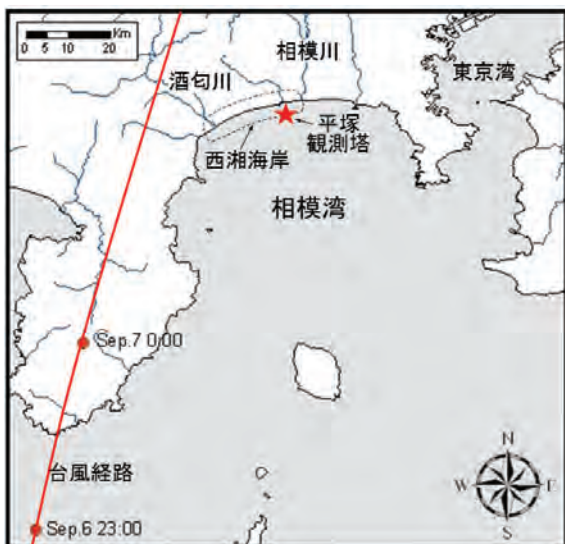 Km
0 5 10 20
相模川
酒匂川
東京湾
平塚
観測塔
西湘海岸
相模湾
Sep.7 0:00
台風経路
Sep.6 23:00
N
W E
S